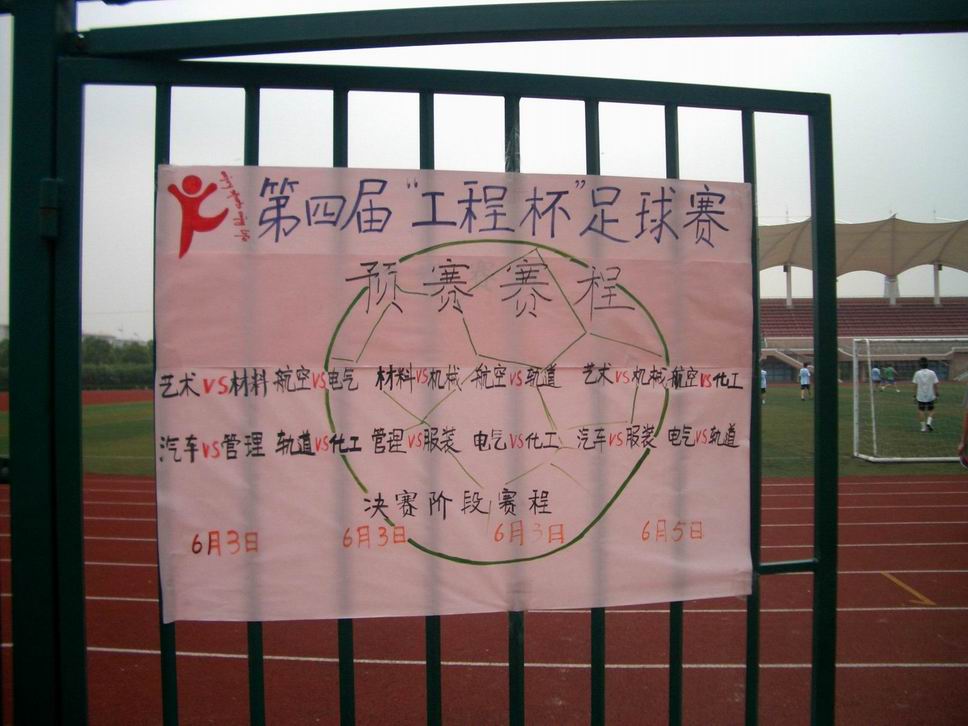 第四届“工程杯”足球赛
预赛赛程
艺术VS材料 航空VS电气 材料VS机械 航空VS轨道 艺术VS机械 航空VS化工
汽车VS管理 轨道VS化工 管理VS服装 电气VS化工 汽车VS服装 电气VS轨道
决赛阶段赛程
6月3日 6月3日 6月3日 6月5日